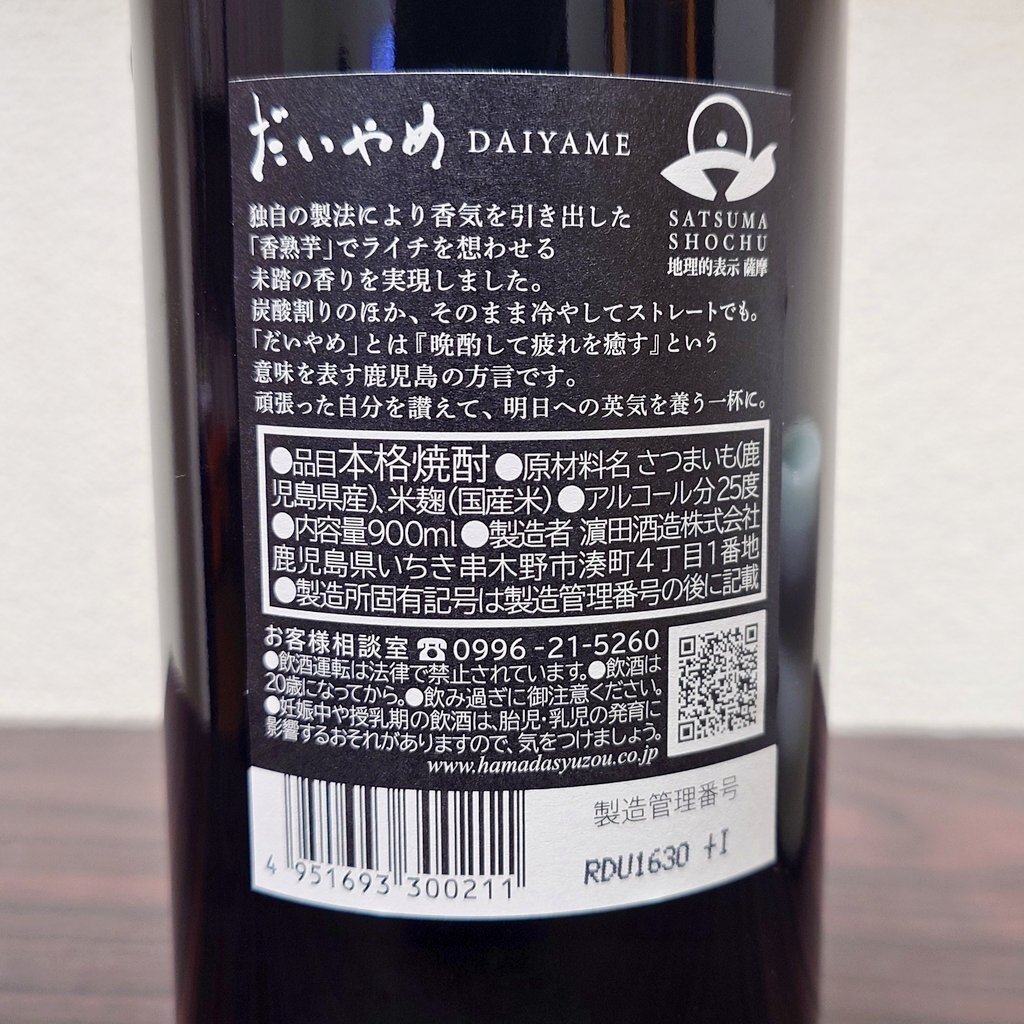 だいやめ DAIYAME
SATSUMA
SHOCHU
地理的表示 薩摩
独自の製法により香気を引き出した
「香熟芋」でライチを想わせる
未踏の香りを実現しました。
炭酸割りのほか、そのまま冷やしてストレートでも。
「だいやめ」とは『晩酌して疲れを癒す』という
意味を表す鹿児島の方言です。
頑張った自分を讃えて、明日への英気を養う一杯に。
●品目本格焼酎 ●原材料名 さつまいも(鹿
児島県産)、米麹(国産米) ●アルコール分25度
●内容量900ml ●製造者 濵田酒造株式会社
鹿児島県いちき串木野市湊町4丁目1番地
●製造所固有記号は製造管理番号の後に記載
お客様相談室 ☎0996-21-5260
●飲酒運転は法律で禁止されています。●飲酒は
20歳になってから。●飲み過ぎに御注意ください。
●妊娠中や授乳期の飲酒は、胎児・乳児の発育に
影響するおそれがありますので、気をつけましょう。
www.hamadasyuzou.co.jp
製造管理番号
RDU1630 +I
4 951693 300211